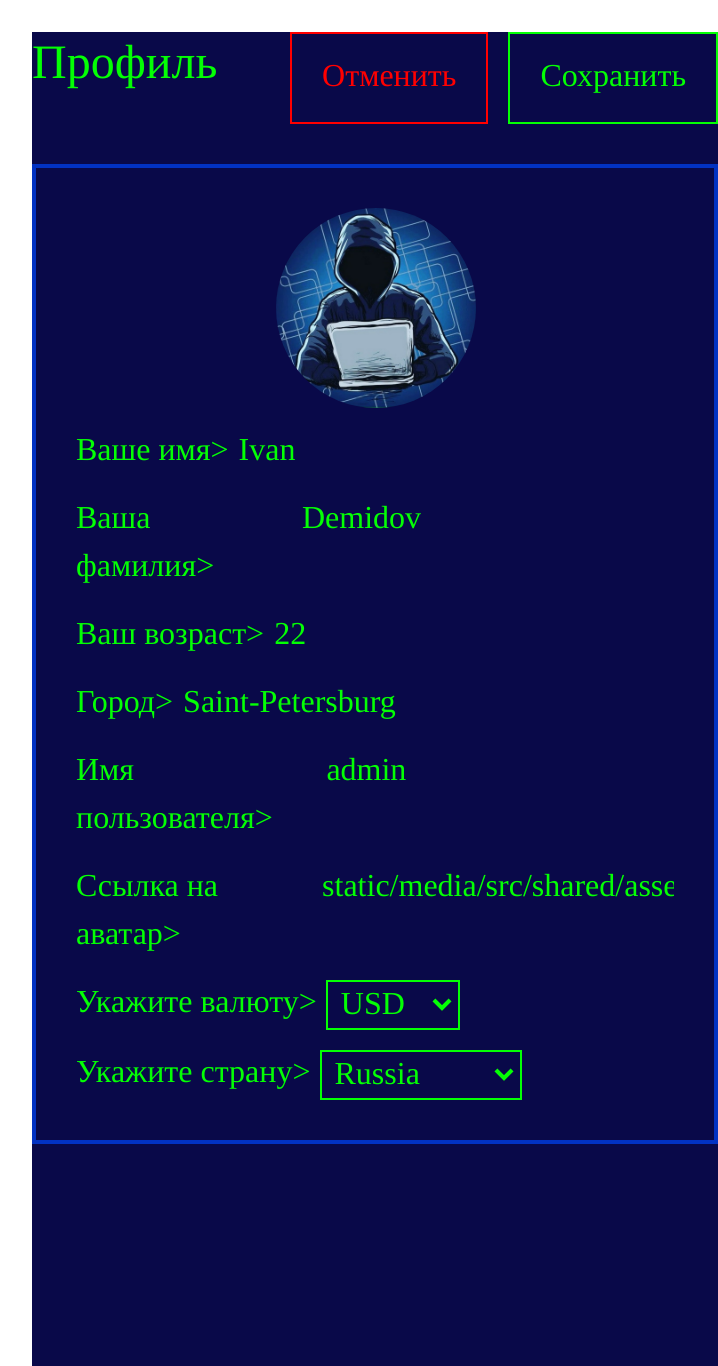 Профиль
Отменить
Сохранить
Ваше имя> Ivan
Ваша Demidov
фамилия>
Ваш возраст> 22
Город> Saint-Petersburg
Имя admin
пользователя>
Ссылка на static/media/src/shared/asse
аватар>
Укажите валюту> USD
Укажите страну> Russia